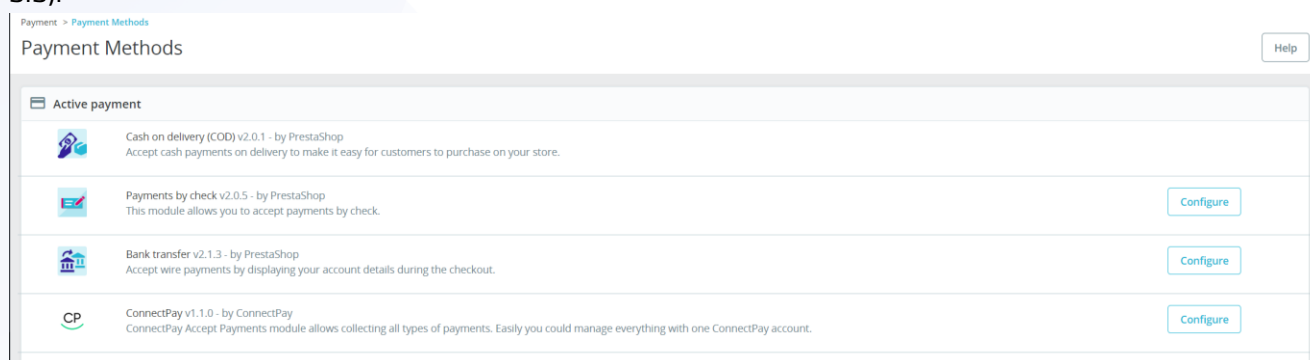 Payment > Payment Methods
Payment Methods
Help
Active payment
Cash on delivery (COD) v2.0.1 - by PrestaShop
Accept cash payments on delivery to make it easy for customers to purchase on your store.
Payments by check v2.0.5 - by PrestaShop
This module allows you to accept payments by check.
Configure
Bank transfer v2.1.3 - by PrestaShop
Accept wire payments by displaying your account details during the checkout.
Configure
CP
ConnectPay v1.1.0 - by ConnectPay
ConnectPay Accept Payments module allows collecting all types of payments. Easily you could manage everything with one ConnectPay account.
Configure